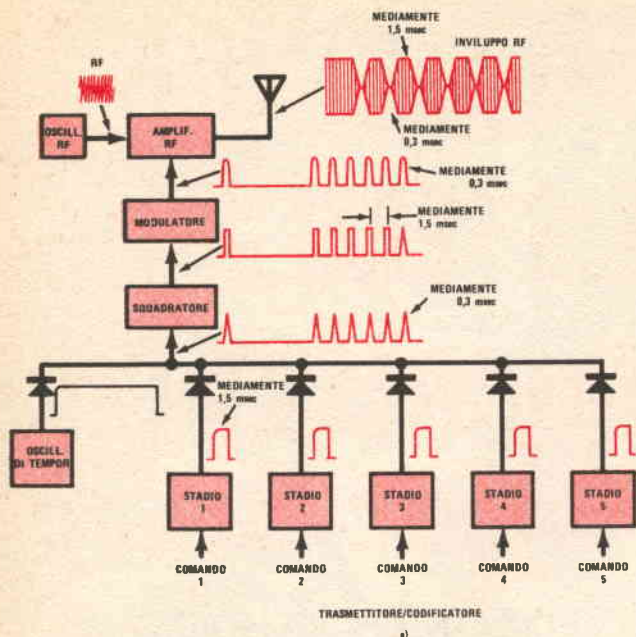 MEDIAMENTE
1,5 msec
INVILUPPO RF
RF
OSCILL.
RF
AMPLIF.
RF
MEDIAMENTE
0,3 msec
MEDIAMENTE
0,3 msec
MODULATORE
MEDIAMENTE
1,5 msec
SQUADRATORE
MEDIAMENTE
0,3 msec
MEDIAMENTE
1,5 msec
OSCILL.
DI TEMPOR
STADIO
1
STADIO
2
STADIO
3
STADIO
4
STADIO
5
COMANDO
1
COMANDO
2
COMANDO
3
COMANDO
4
COMANDO
5
TRASMETTITORE/CODIFICATORE
a)